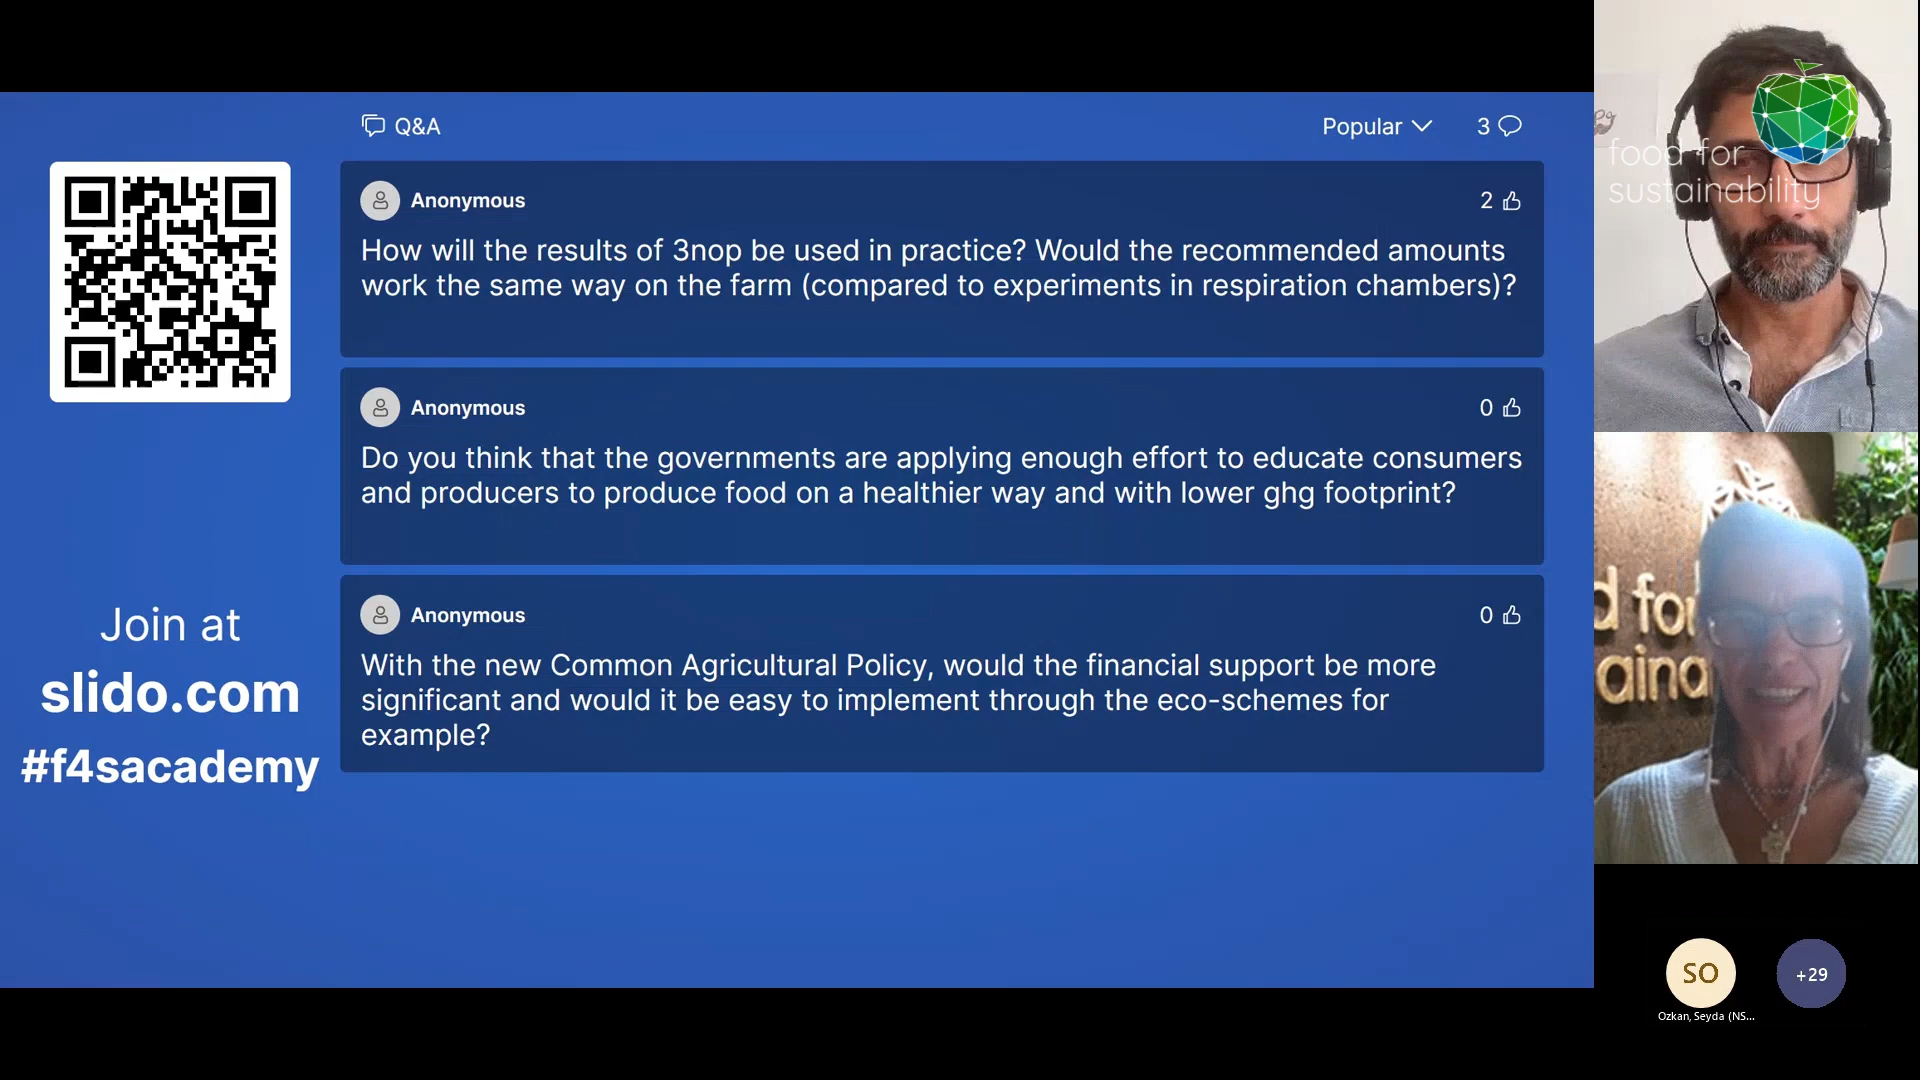 Q&A
Popular
3
Anonymous
2
How will the results of 3nop be used in practice? Would the recommended amounts
work the same way on the farm (compared to experiments in respiration chambers)?
Anonymous
0
Do you think that the governments are applying enough effort to educate consumers
and producers to produce food on a healthier way and with lower ghg footprint?
Anonymous
0
With the new Common Agricultural Policy, would the financial support be more
significant and would it be easy to implement through the eco-schemes for
example?
Join at
slido.com
#f4sacademy
food for
sustainability
d for
aina
SO
+29
Ozkan, Seyda (NS...